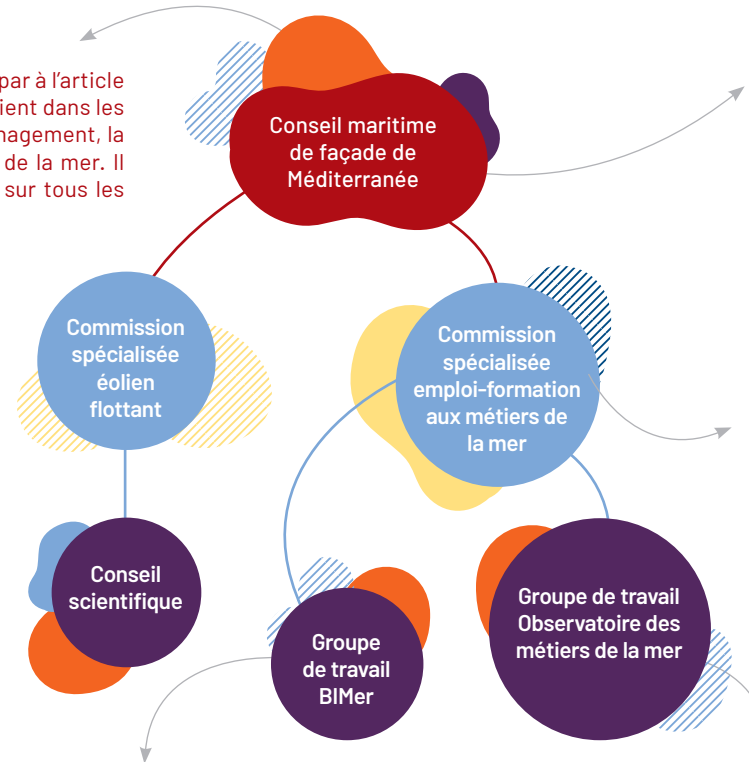 par à l’article
ient dans les
nagement, la
de la mer. Il
sur tous les
Conseil maritime
de façade de
Méditerranée
Commission
spécialisée
éolien
flottant
Commission
spécialisée
emploi-formation
aux métiers de
la mer
Conseil
scientifique
Groupe
de travail
BIMer
Groupe de travail
Observatoire des
métiers de la mer